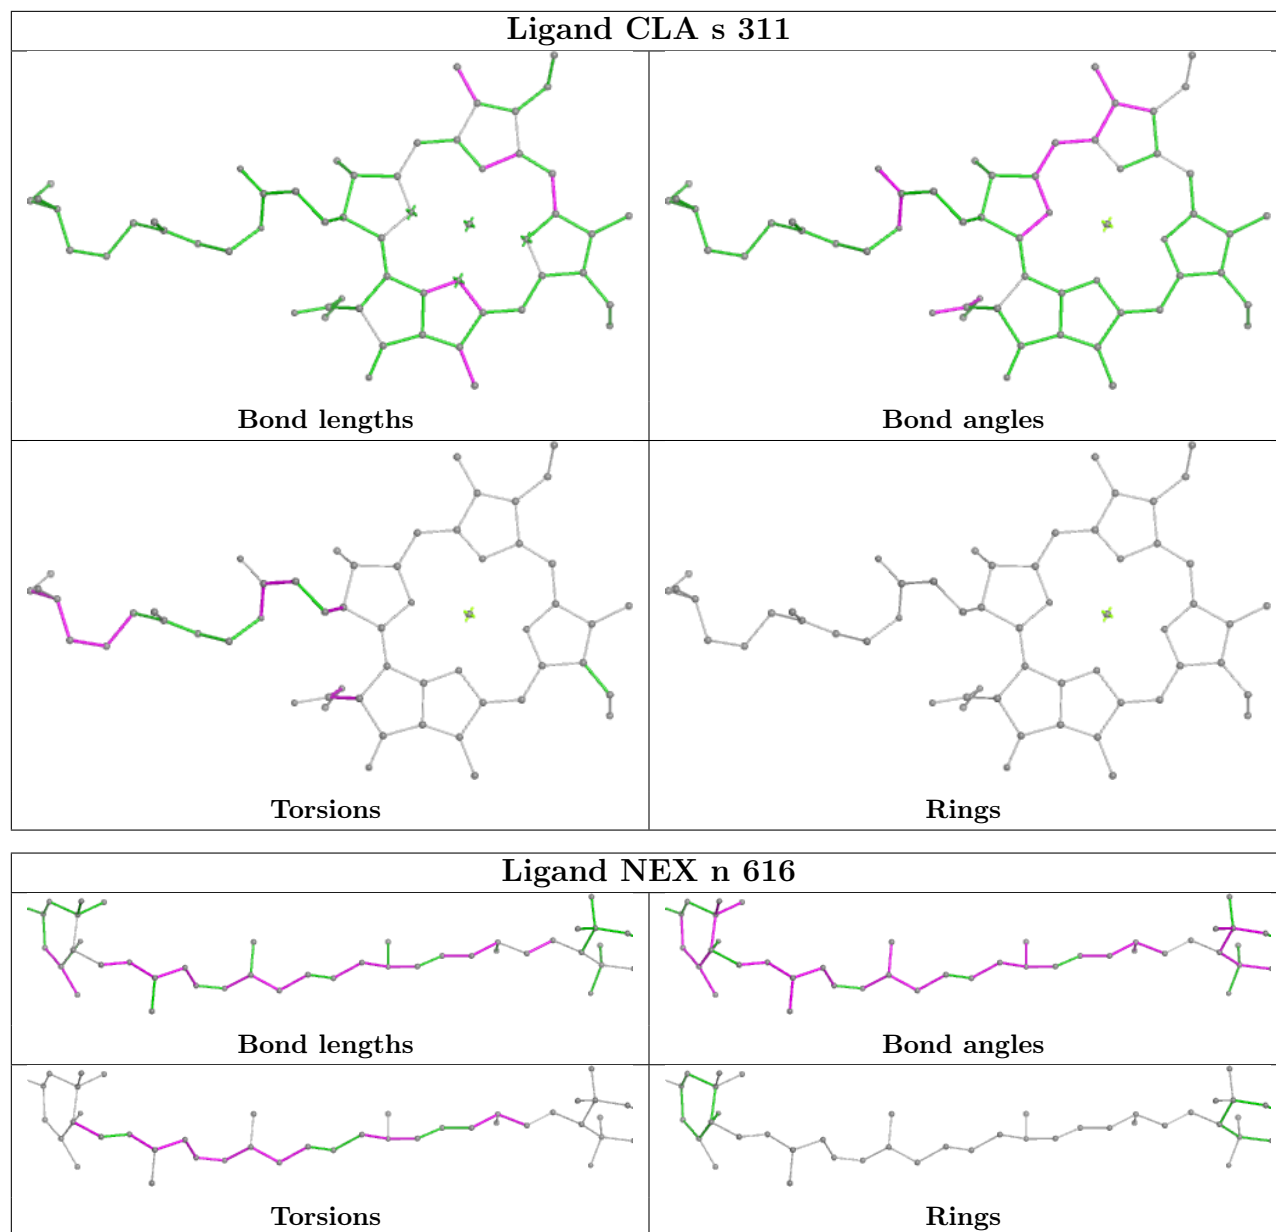 Ligand CLA s 311
Bond lengths
Bond angles
Torsions
Rings
Ligand NEX n 616
Bond lengths
Bond angles
Torsions
Rings